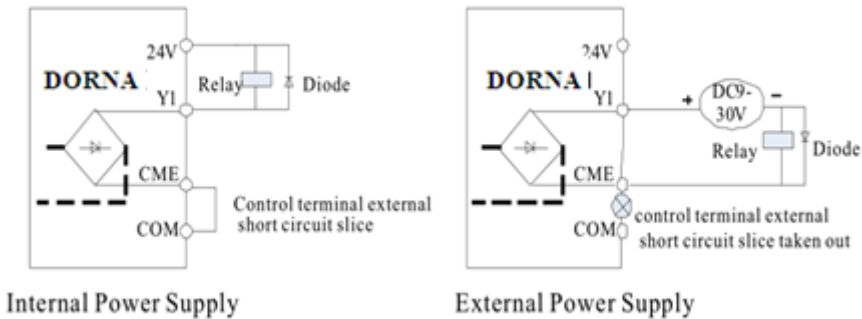 24V
DORNA
Relay
Diode
Y1
CME
Control terminal external
short circuit slice
COM
Internal Power Supply
24V
DORNA
Y1
+
DC9-
30V
-
Relay
Diode
CME
control terminal external
short circuit slice taken out
COM
External Power Supply